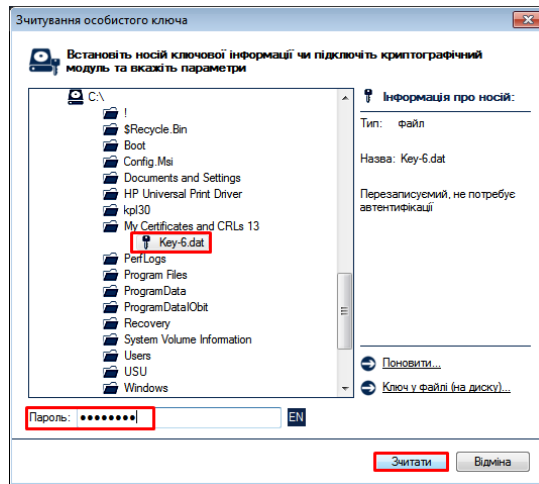 Зчитування особистого ключа
Встановіть носій ключової інформації чи підключіть криптографічний
модуль та вкажіть параметри
C:\
!
$Recycle.Bin
Boot
Config.Msi
Documents and Settings
HP Universal Print Driver
kpl30
My Certificates and CRLs 13
Key-6.dat
PerfLogs
Program Files
ProgramData
ProgramDataIObit
Recovery
System Volume Information
Users
USU
Windows
Інформація про носій:
Тип: файл
Назва: Key-6.dat
Перезаписуємий, не потребує
автентифікації
Поновити...
Ключ у файлі (на диску)...
Пароль: ●●●●●●●●
EN
Зчитати
Відміна